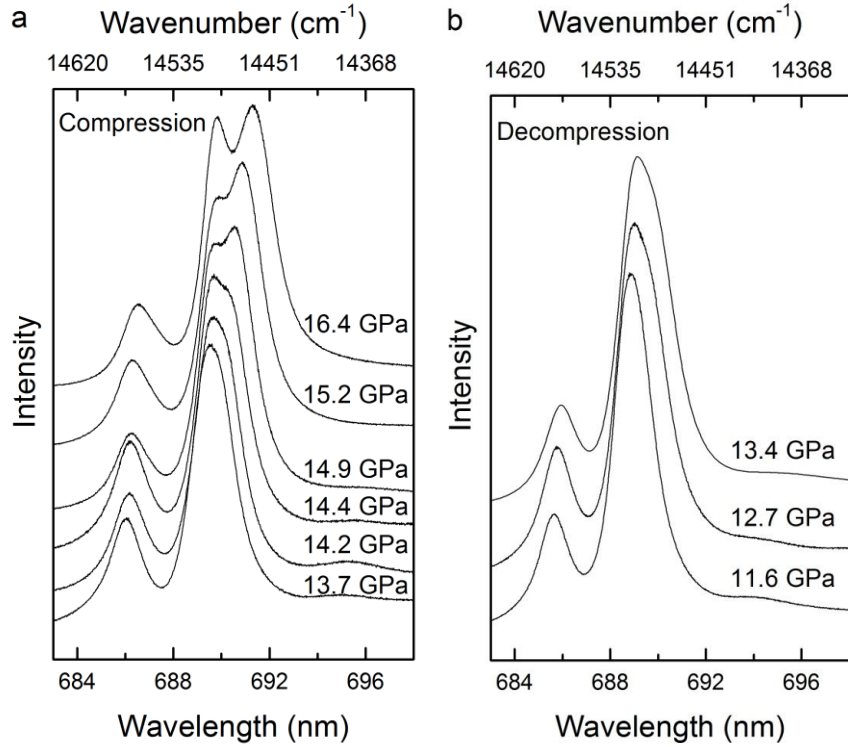 a
Wavenumber (cm-1)
14620 14535 14451 14368
Compression
16.4 GPa
15.2 GPa
14.9 GPa
14.4 GPa
14.2 GPa
13.7 GPa
Intensity
684 688 692 696
Wavelength (nm)
b
Wavenumber (cm-1)
14620 14535 14451 14368
Decompression
13.4 GPa
12.7 GPa
11.6 GPa
Intensity
684 688 692 696
Wavelength (nm)